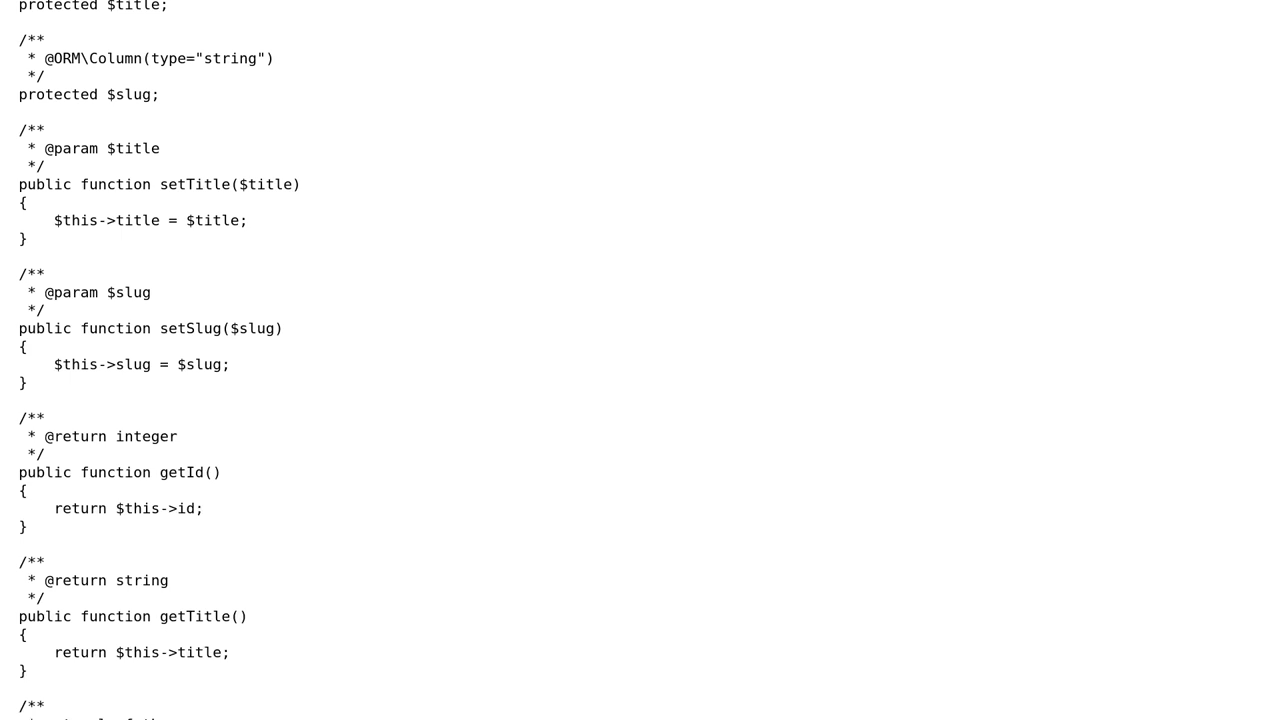 protected $title;

/**
 * @ORM\Column(type="string")
 */
protected $slug;

/**
 * @param $title
 */
public function setTitle($title)
{
    $this->title = $title;
}

/**
 * @param $slug
 */
public function setSlug($slug)
{
    $this->slug = $slug;
}

/**
 * @return integer
 */
public function getId()
{
    return $this->id;
}

/**
 * @return string
 */
public function getTitle()
{
    return $this->title;
}

/**